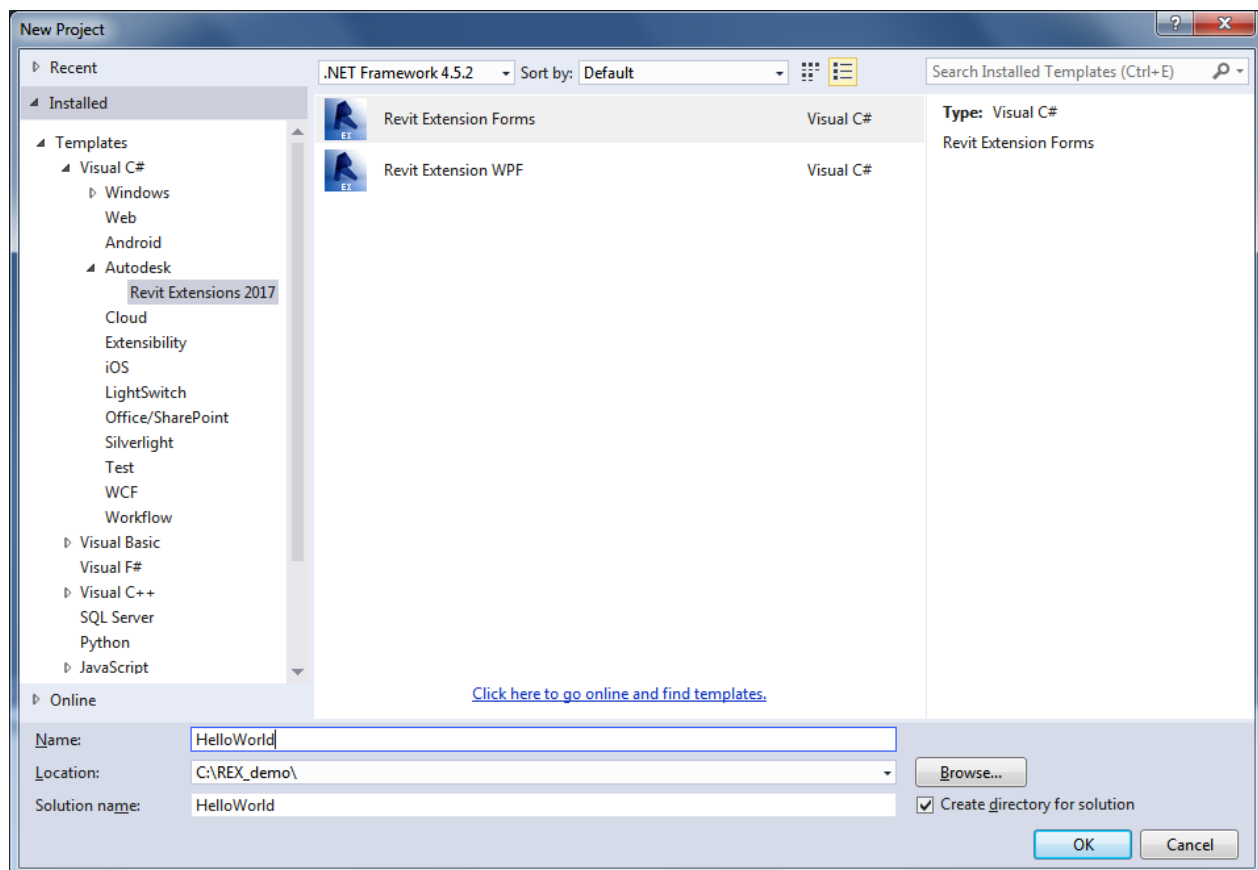 New Project
Recent
.NET Framework 4.5.2 Sort by: Default
Search Installed Templates (Ctrl+E)
Installed
Templates
Visual C#
Windows
Web
Android
Autodesk
Revit Extensions 2017
Cloud
Extensibility
iOS
LightSwitch
Office/SharePoint
Silverlight
Test
WCF
Workflow
Visual Basic
Visual F#
Visual C++
SQL Server
Python
JavaScript
Online
EX Revit Extension Forms Visual C#
EX Revit Extension WPF Visual C#
Click here to go online and find templates.
Type: Visual C#
Revit Extension Forms
Name: HelloWorld
Location: C:\REX_demo\ Browse...
Solution name: HelloWorld Create directory for solution
OK Cancel